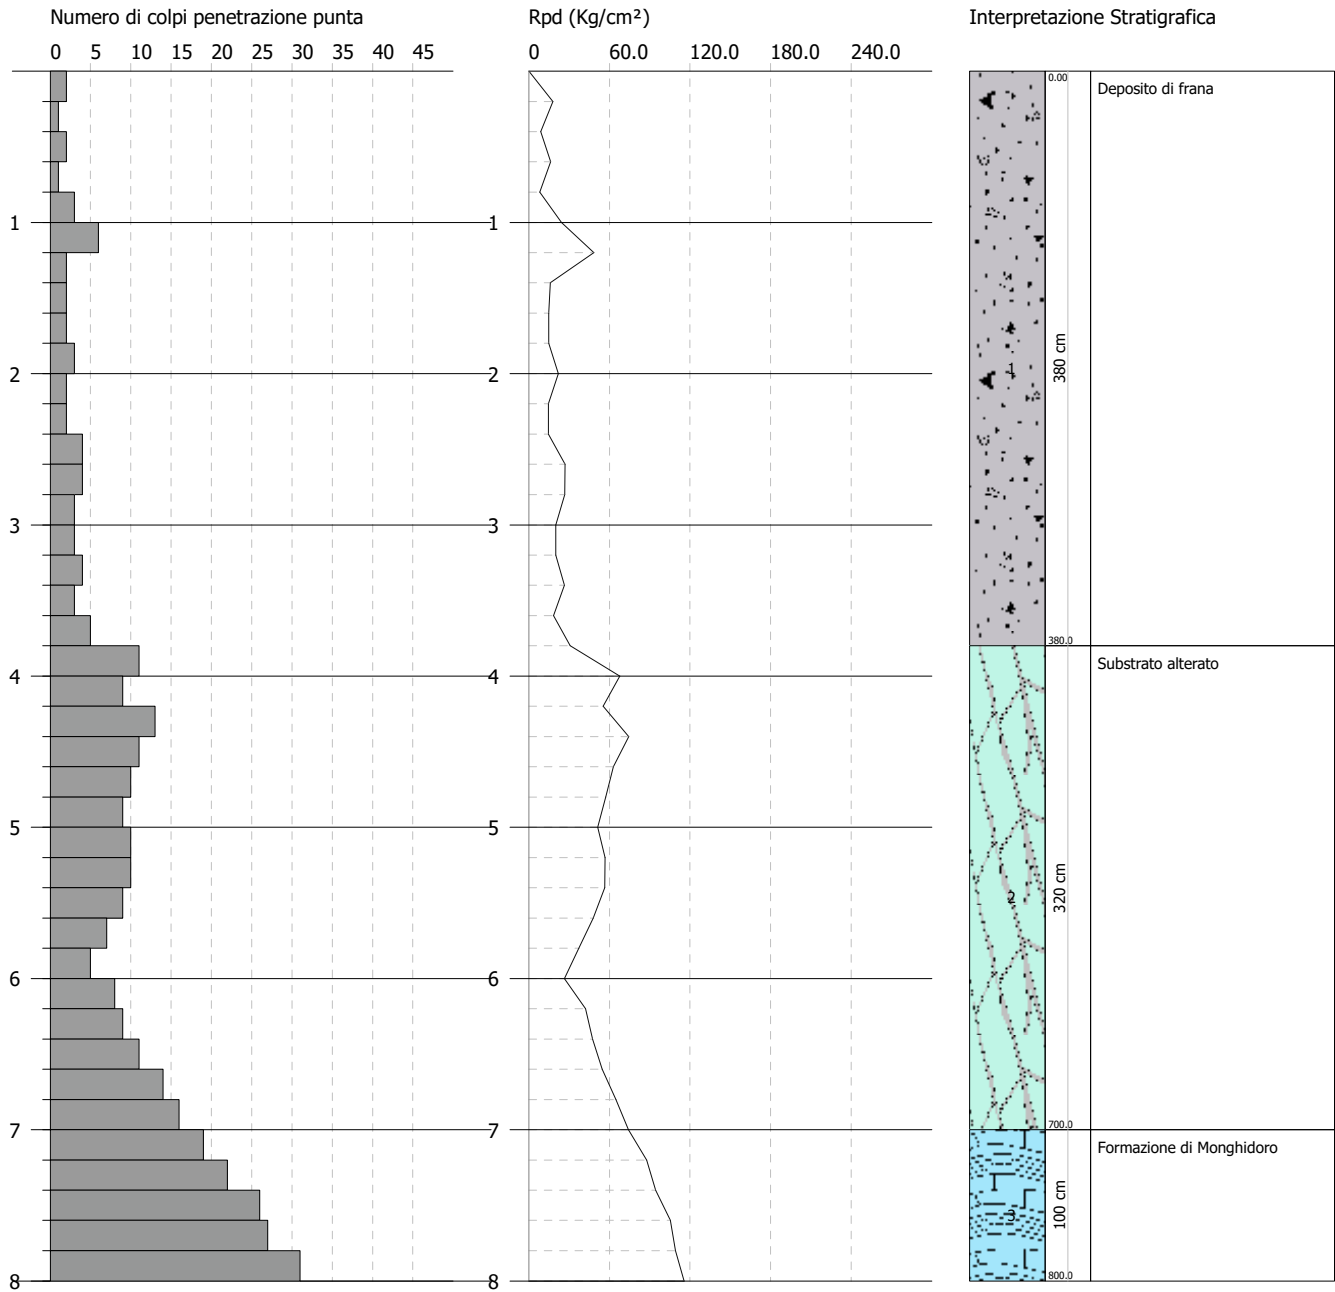 Numero di colpi penetrazione punta
0 5 10 15 20 25 30 35 40 45
1
2
3
4
5
6
7
8
Rpd (Kg/cm²)
0 60.0 120.0 180.0 240.0
1
2
3
4
5
6
7
8
Interpretazione Stratigrafica
0.00
Deposito di frana
1
380 cm
380.0
Substrato alterato
2
320 cm
700.0
Formazione di Monghidoro
3
100 cm
800.0